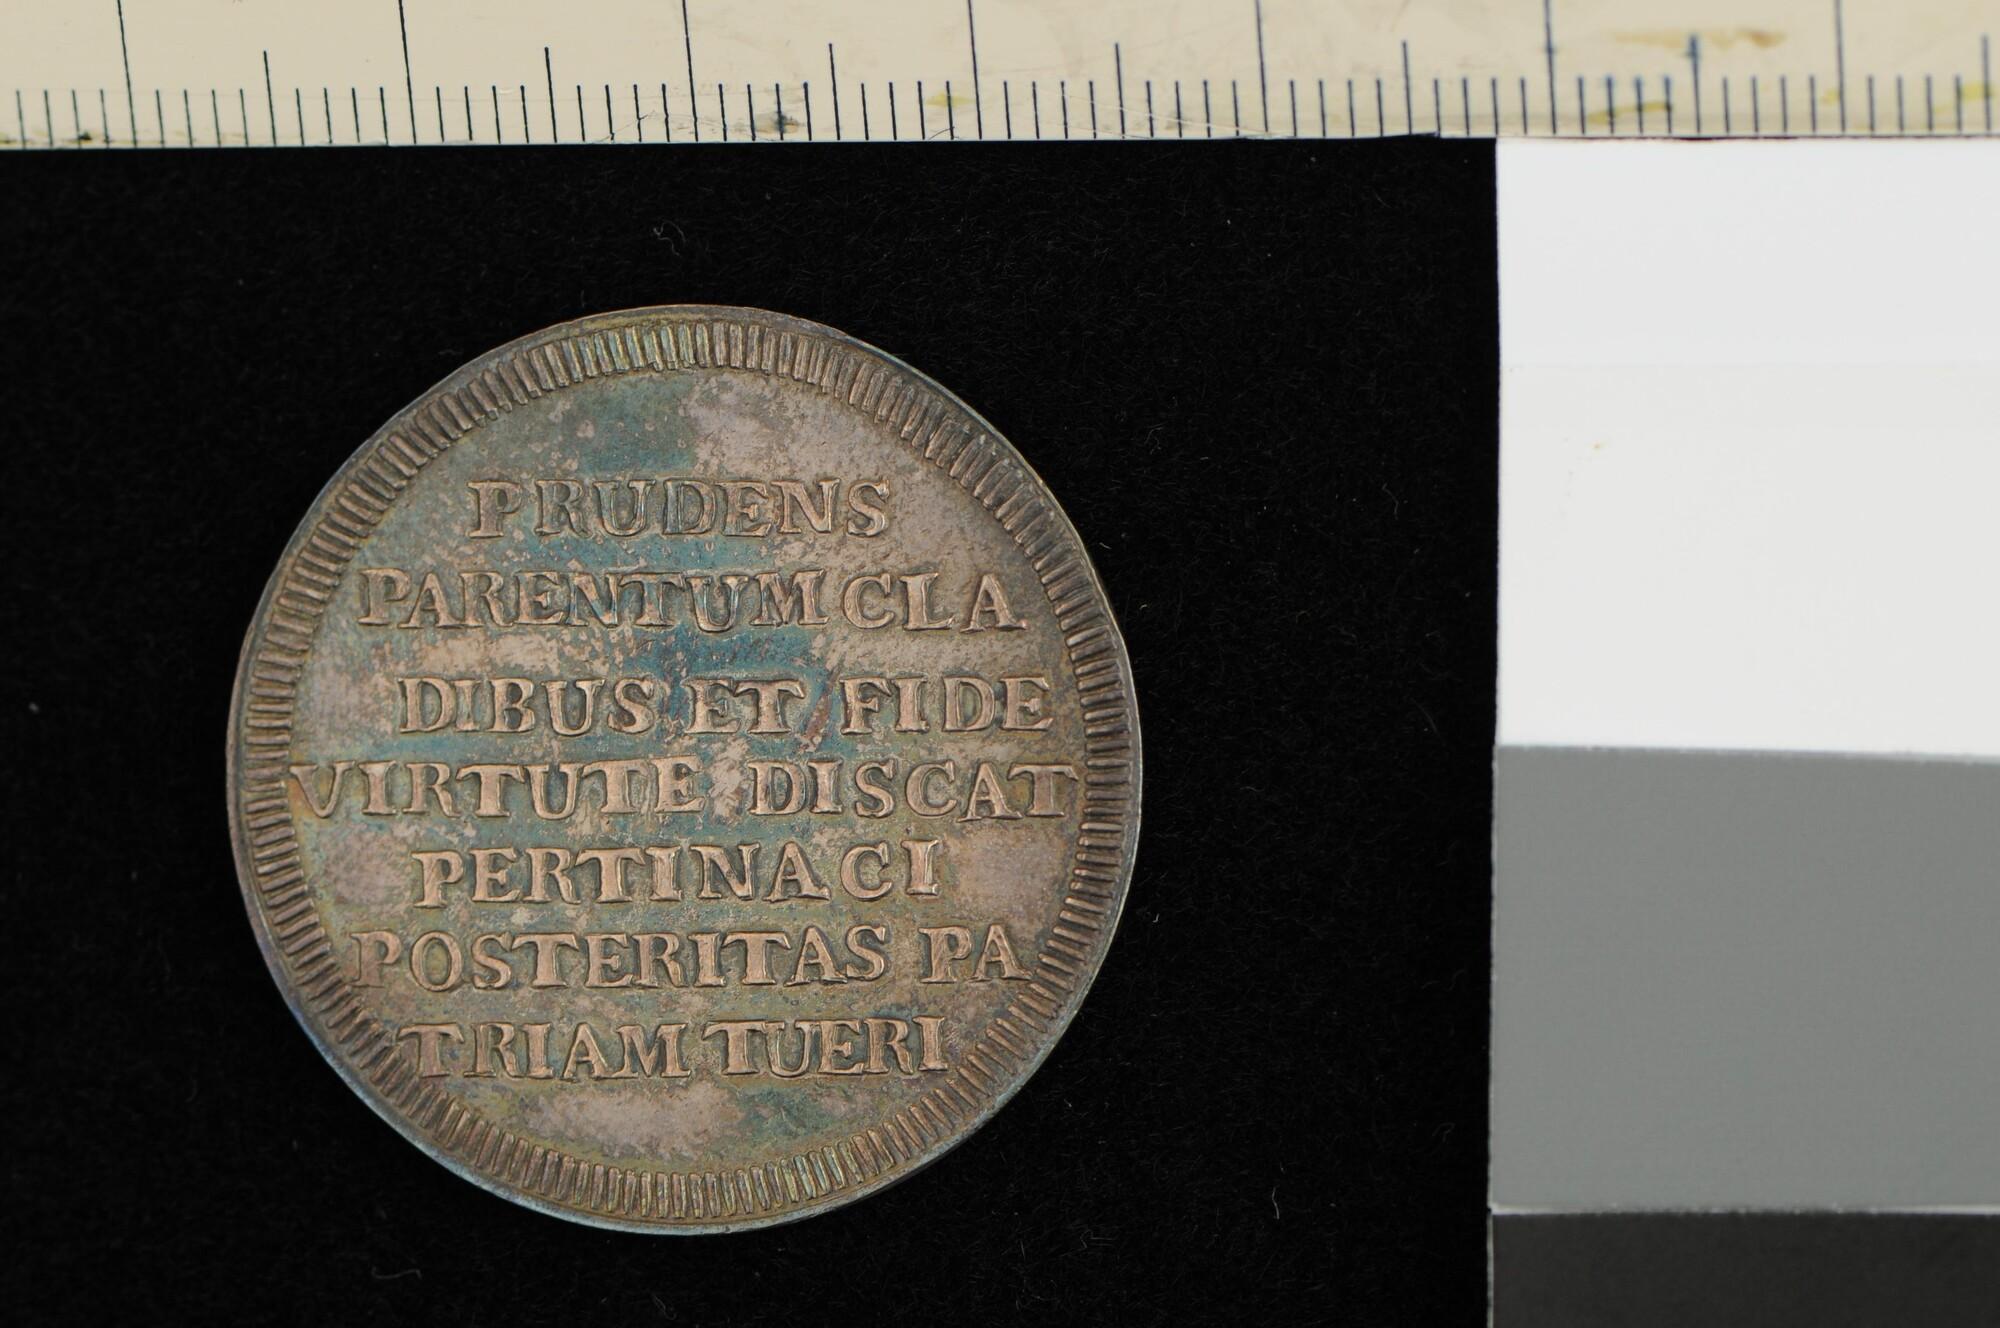 PRUDENS
PARENTUM CLA
DIBUS ET FIDE
VIRTUTE DISCAT
PERTINACI
POSTERITAS PA
TRIAM TUERI